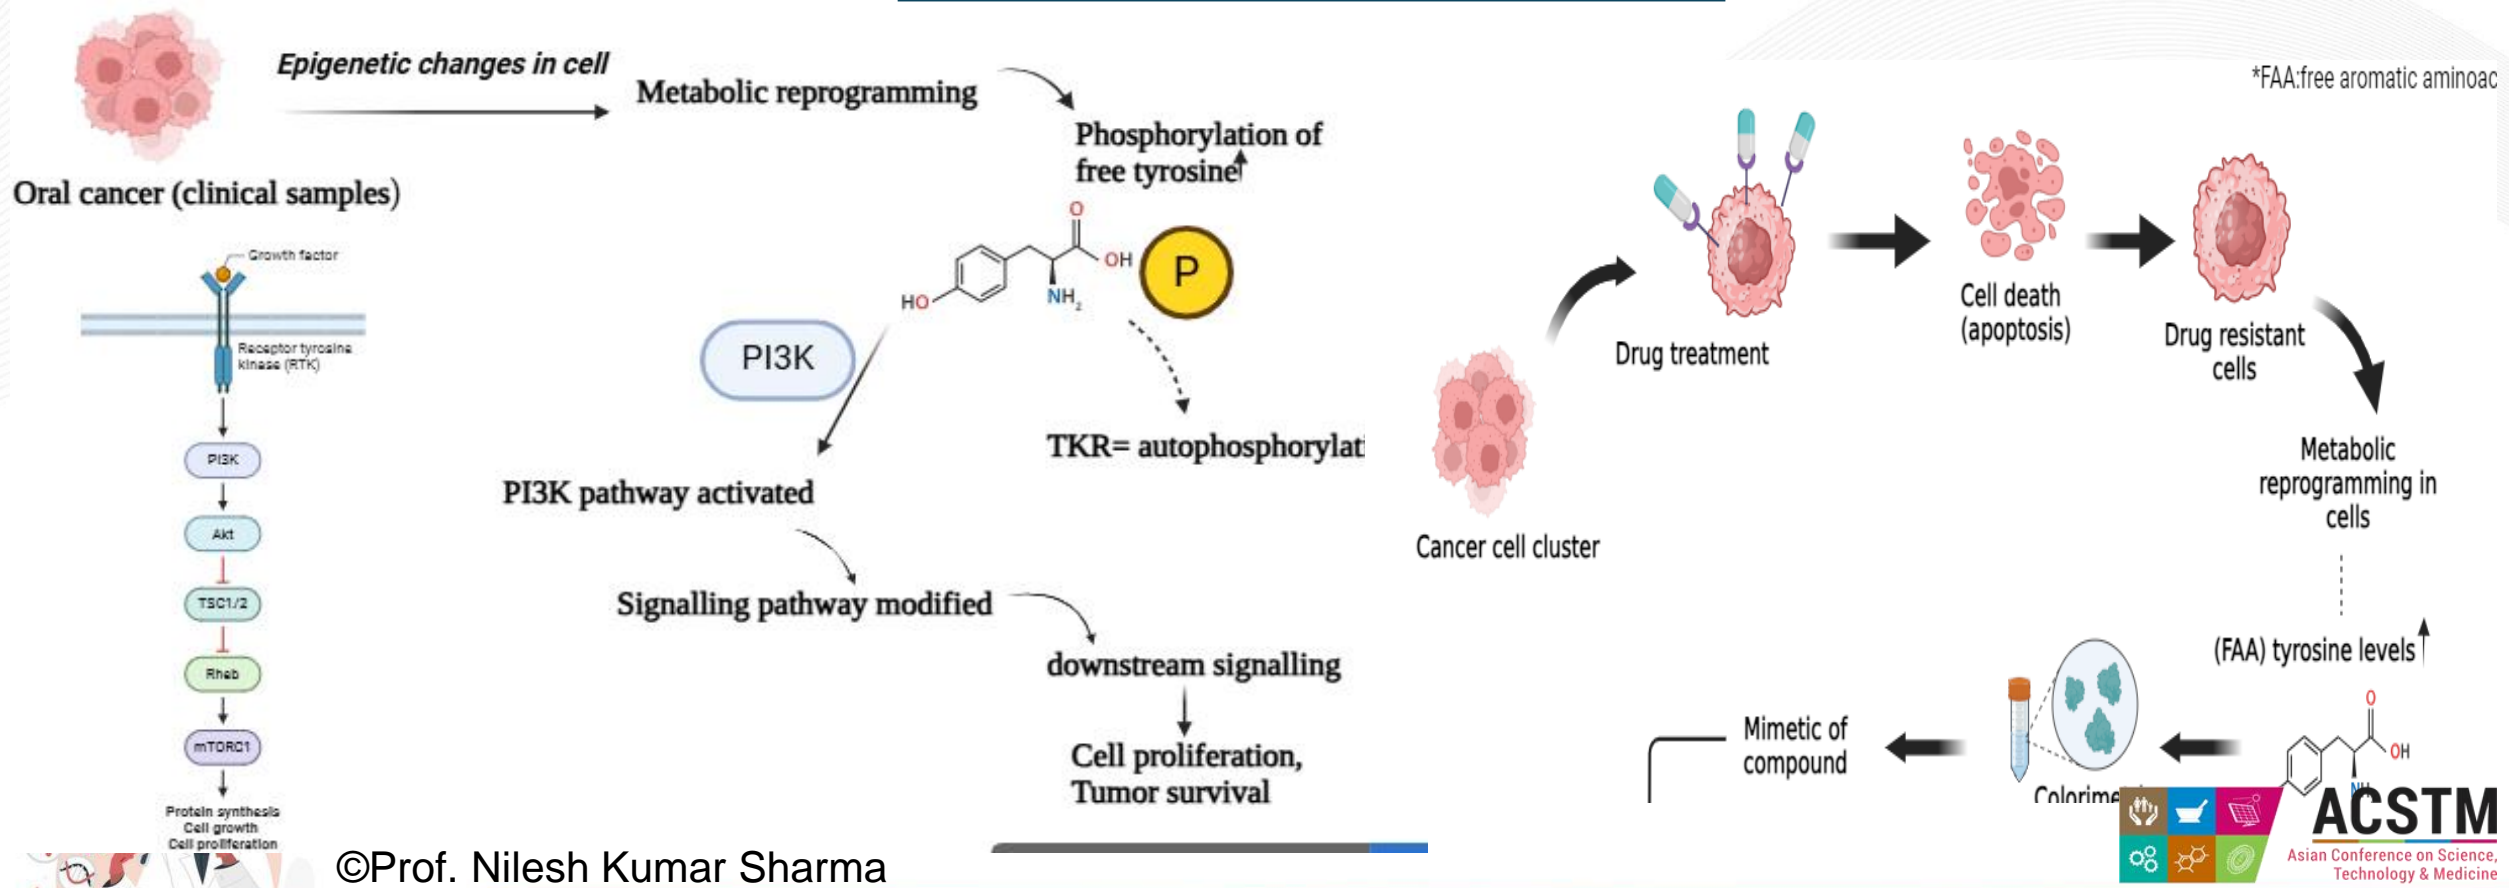 Epigenetic changes in cell
Metabolic reprogramming
Phosphorylation of
free tyrosine
Oral cancer (clinical samples)
Growth factor
Receptor tyrosine
kinase (RTK)
PI3K
Akt
TSC1/2
Rheb
mTORC1
Protein synthesis
Cell growth
Cell proliferation
O
OH
NH2
HO
P
PI3K
TKR= autophosphorylati
PI3K pathway activated
Signalling pathway modified
downstream signalling
Cell proliferation,
Tumor survival
*FAA:free aromatic aminoac
Cancer cell cluster
Drug treatment
Cell death
(apoptosis)
Drug resistant
cells
Metabolic
reprogramming in
cells
(FAA) tyrosine levels
O
OH
Colorime
Mimetic of
compound
©Prof. Nilesh Kumar Sharma
ACSTM
Asian Conference on Science,
Technology & Medicine